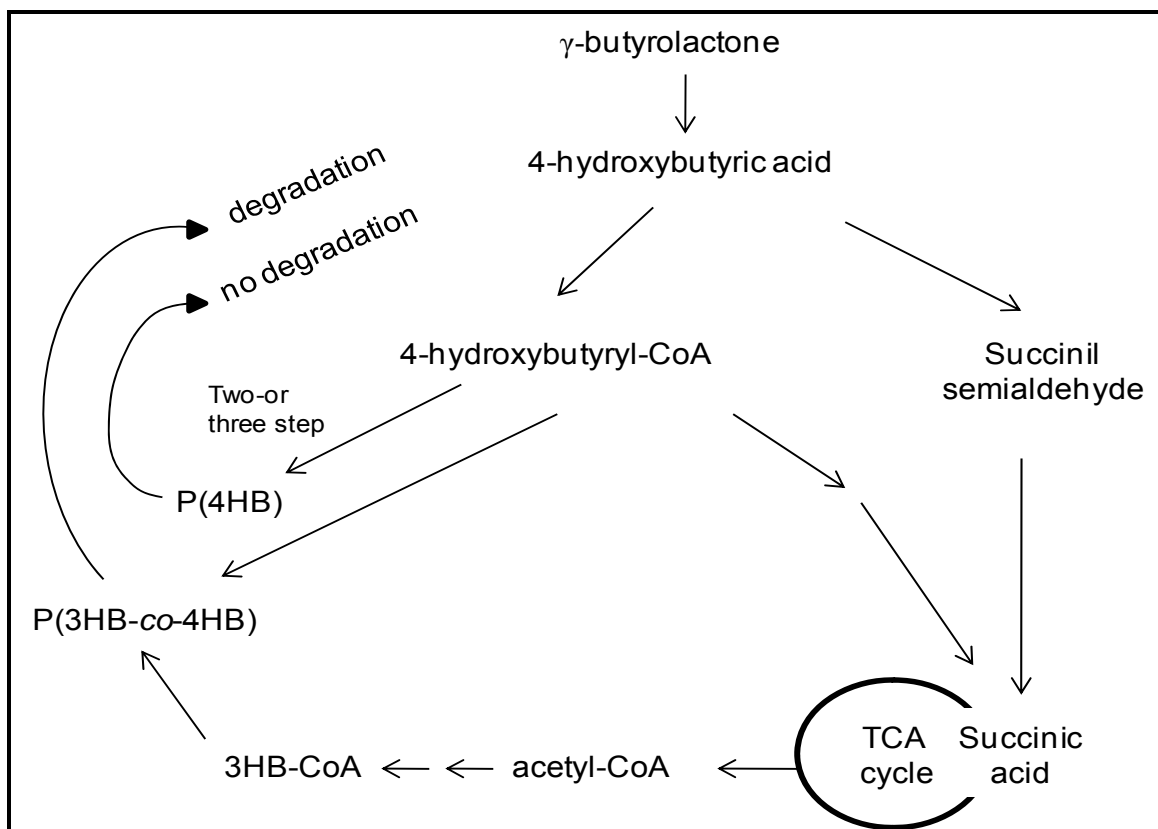 γ-butyrolactone
4-hydroxybutyric acid
degradation
no degradation
4-hydroxybutyryl-CoA
Succinil
semialdehyde
Two-or
three step
P(4HB)
P(3HB-co-4HB)
TCA
cycle
Succinic
acid
acetyl-CoA
3HB-CoA